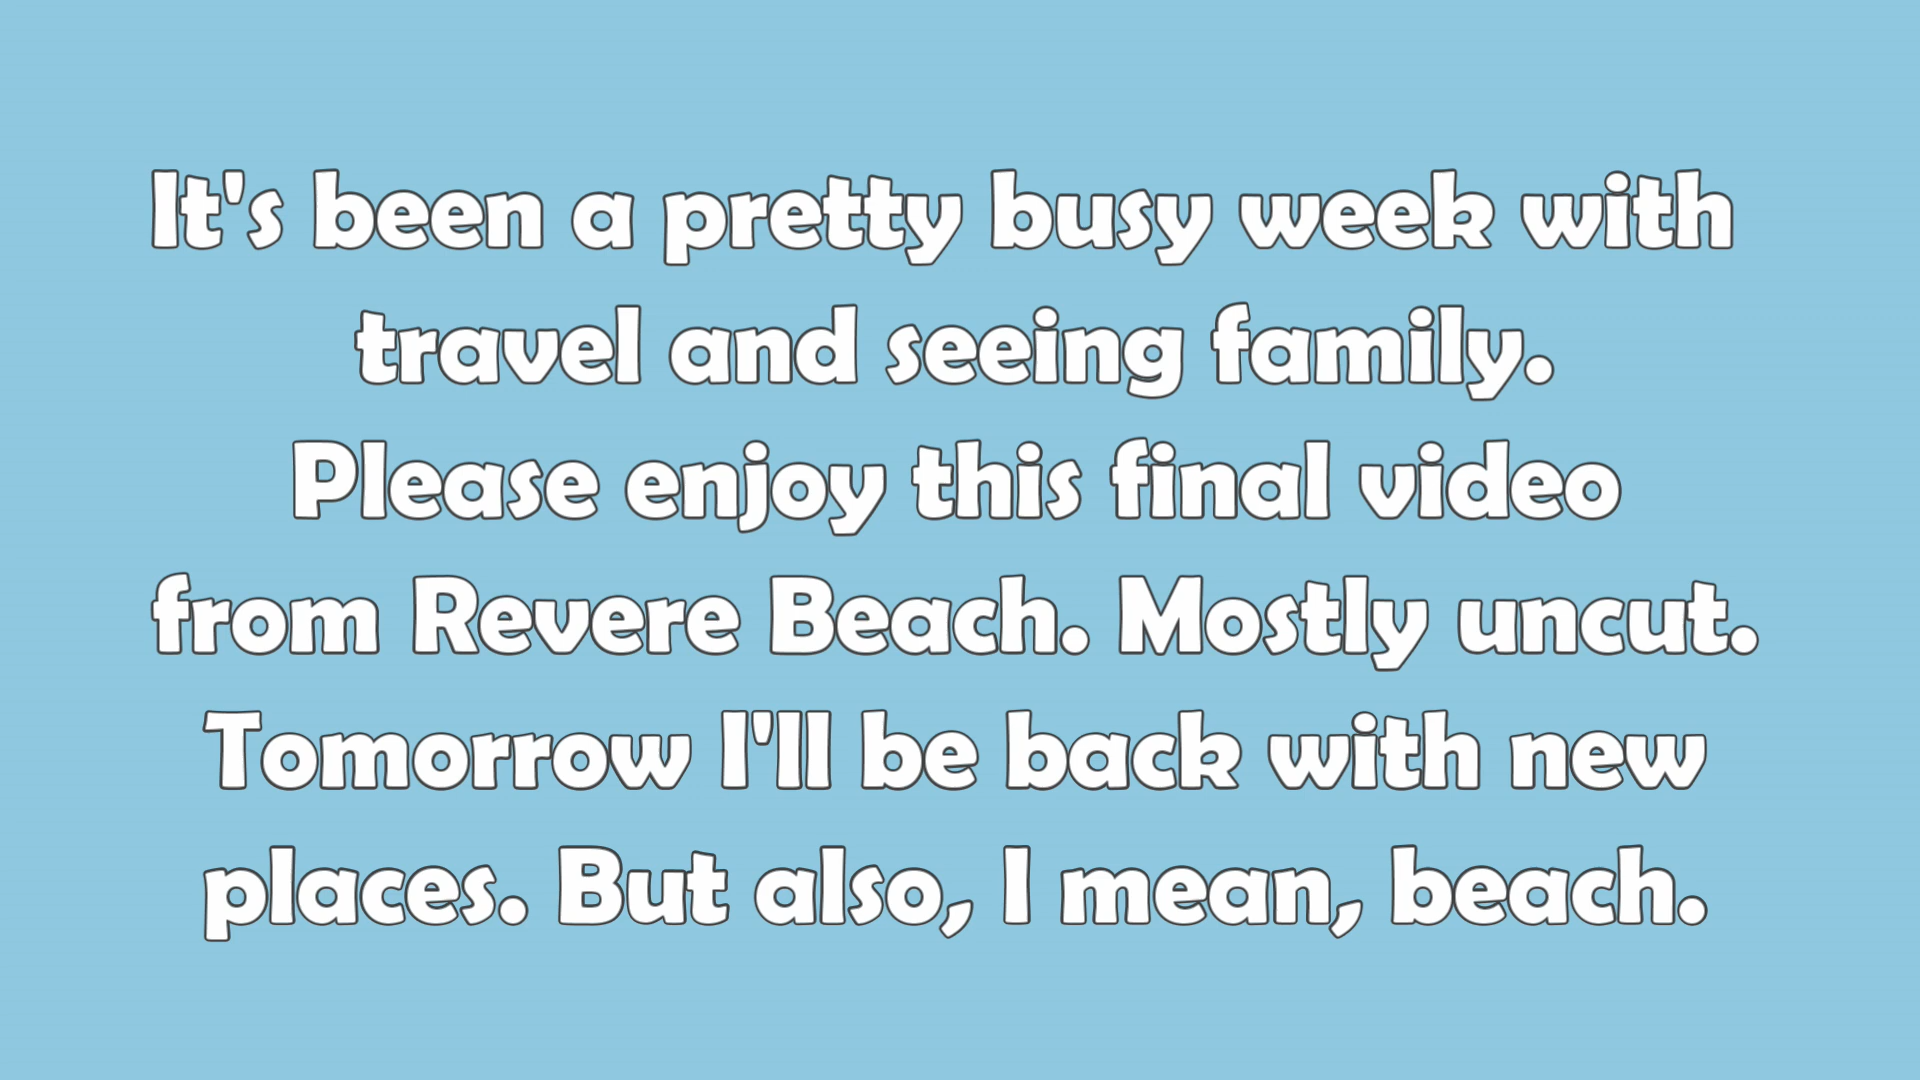 It's been a pretty busy week with
travel and seeing family.
Please enjoy this final video
from Revere Beach. Mostly uncut.
Tomorrow I'll be back with new
places. But also, I mean, beach.